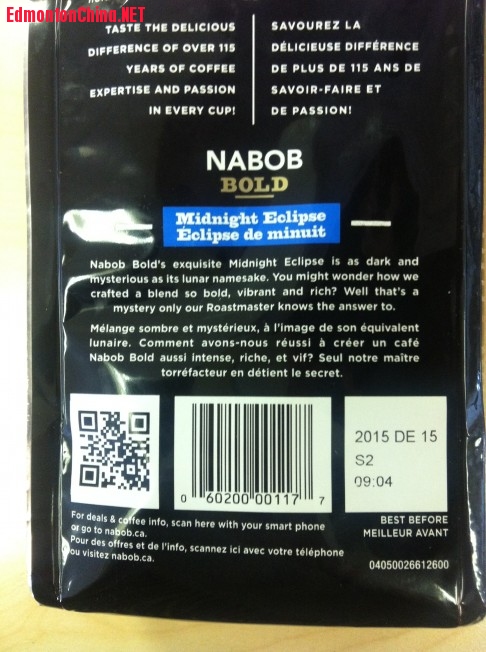 EdmontonChina.NET
TASTE THE DELICIOUS
DIFFERENCE OF OVER 115
YEARS OF COFFEE
EXPERTISE AND PASSION
IN EVERY CUP!
SAVOUREZ LA
DÉLICIEUSE DIFFÉRENCE
DE PLUS DE 115 ANS DE
SAVOIR-FAIRE ET
DE PASSION!
NABOB
BOLD
Midnight Eclipse
Éclipse de minuit
Nabob Bold's exquisite Midnight Eclipse is as dark and
mysterious as its lunar namesake. You might wonder how we
crafted a blend so bold, vibrant and rich? Well that's a
mystery only our Roastmaster knows the answer to.
Mélange sombre et mystérieux, à l'image de son équivalent
lunaire. Comment avons-nous réussi à créer un café
Nabob Bold aussi intense, riche, et vif? Seul notre maître
torréfacteur en détient le secret.
0 60200 00117 7
2015 DE 15
S2
09:04
For deals & coffee info, scan here with your smart phone
or go to nabob.ca.
Pour des offres et de l'info, scannez ici avec votre téléphone
ou visitez nabob.ca.
BEST BEFORE
MEILLEUR AVANT
04050026612600